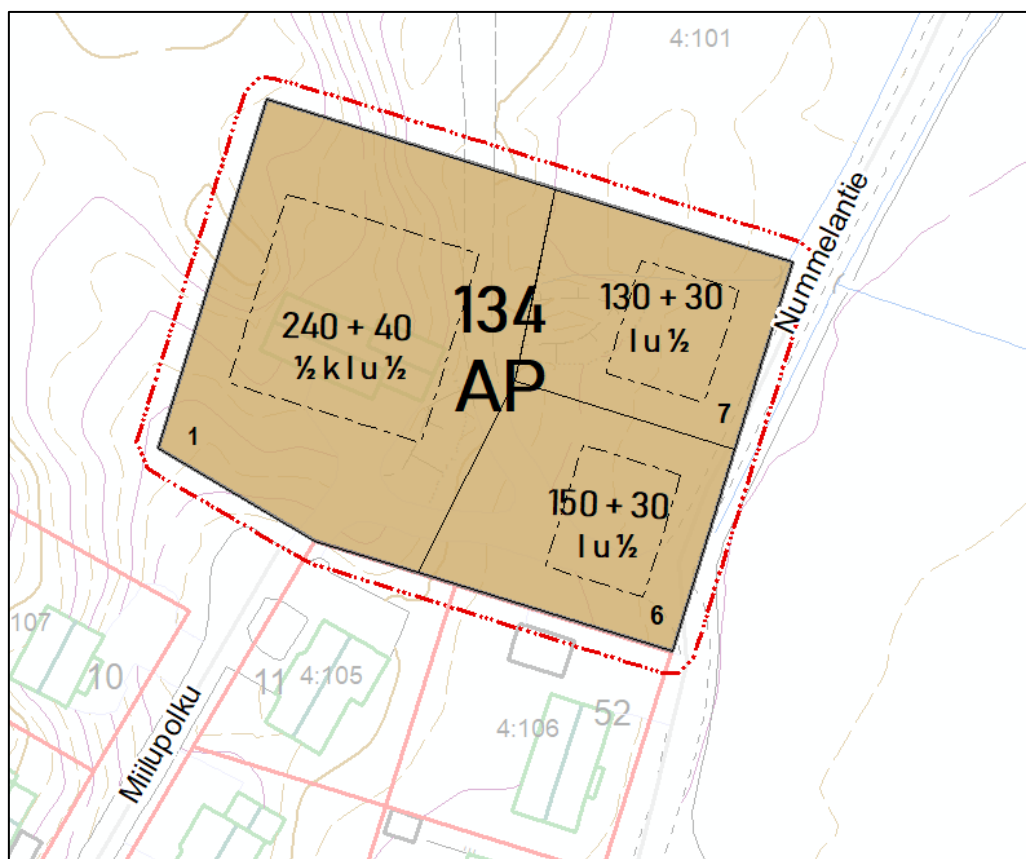 4:101
Nummelantie
134
AP
130 + 30
I u ½
240 + 40
½ k I u ½
7
1
150 + 30
I u ½
6
107
10
11
4:105
52
4:106
Miilupolku